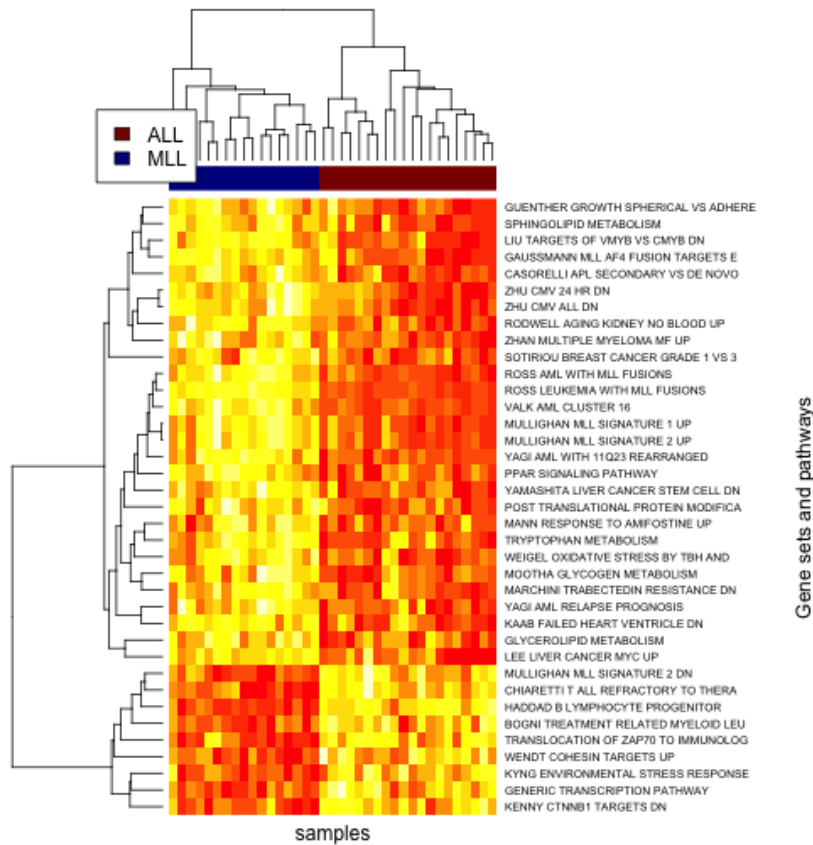 ALL
MLL
GUENTHER GROWTH SPHERICAL VS ADHERE
SPHINGOLIPID METABOLISM
LIU TARGETS OF VMYB VS CMYB DN
GAUSSMANN MLL AF4 FUSION TARGETS E
CASORELLI APL SECONDARY VS DE NOVO
ZHU CMV 24 HR DN
ZHU CMV ALL DN
RODWELL AGING KIDNEY NO BLOOD UP
ZHAN MULTIPLE MYELOMA MF UP
SOTIRIOU BREAST CANCER GRADE 1 VS 3
ROSS AML WITH MLL FUSIONS
ROSS LEUKEMIA WITH MLL FUSIONS
VALK AML CLUSTER 16
MULLIGHAN MLL SIGNATURE 1 UP
MULLIGHAN MLL SIGNATURE 2 UP
YAGI AML WITH 11Q23 REARRANGED
PPAR SIGNALING PATHWAY
YAMASHITA LIVER CANCER STEM CELL DN
POST TRANSLATIONAL PROTEIN MODIFICA
MANN RESPONSE TO AMIFOSTINE UP
TRYPTOPHAN METABOLISM
WEIGEL OXIDATIVE STRESS BY TBH AND
MOOTHA GLYCOGEN METABOLISM
MARCHINI TRABECTEDIN RESISTANCE DN
YAGI AML RELAPSE PROGNOSIS
KAAB FAILED HEART VENTRICLE DN
GLYCEROLIPID METABOLISM
LEE LIVER CANCER MYC UP
MULLIGHAN MLL SIGNATURE 2 DN
CHIARETTI T ALL REFRACTORY TO THERA
HADDAD B LYMPHOCYTE PROGENITOR
BOGNI TREATMENT RELATED MYELOID LEU
TRANSLOCATION OF ZAP70 TO IMMUNOLOG
WENDT COHESIN TARGETS UP
KYNG ENVIRONMENTAL STRESS RESPONSE
GENERIC TRANSCRIPTION PATHWAY
KENNY CTNNB1 TARGETS DN
Gene sets and pathways
samples